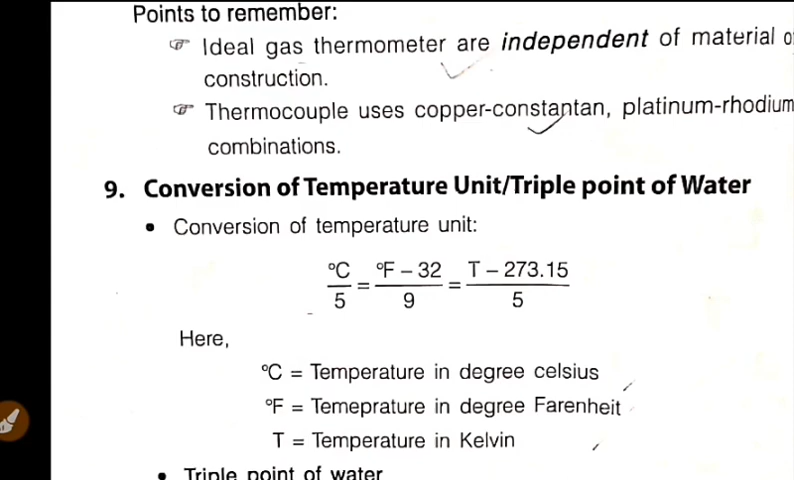 Points to remember:
☞ Ideal gas thermometer are independent of material
construction.
☞ Thermocouple uses copper-constantan, platinum-rhodium
combinations.
9. Conversion of Temperature Unit/Triple point of Water
• Conversion of temperature unit:
°C/5 = °F – 32/9 = T – 273.15/5
Here,
°C = Temperature in degree celsius
°F = Temeprature in degree Farenheit
T = Temperature in Kelvin
• Triple point of water